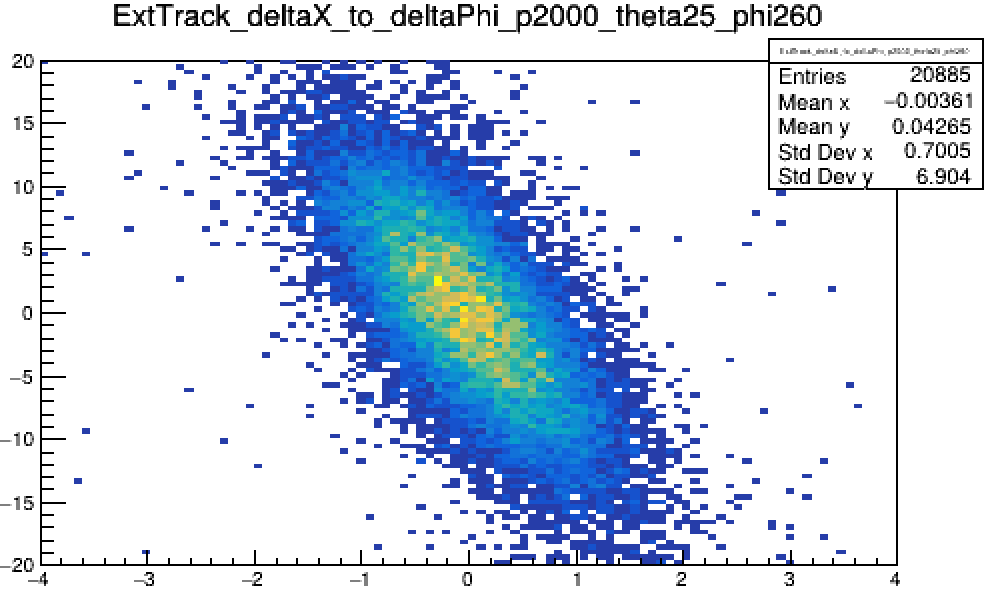 ExtTrack_deltaX_to_deltaPhi_p2000_theta25_phi260
ExtTrack_deltaX_to_deltaPhi_p2000_theta25_phi260
Entries 20885
Mean x −0.00361
Mean y 0.04265
Std Dev x 0.7005
Std Dev y 6.904
20
15
10
5
0
−5
−10
−15
−20
−4 −3 −2 −1 0 1 2 3 4